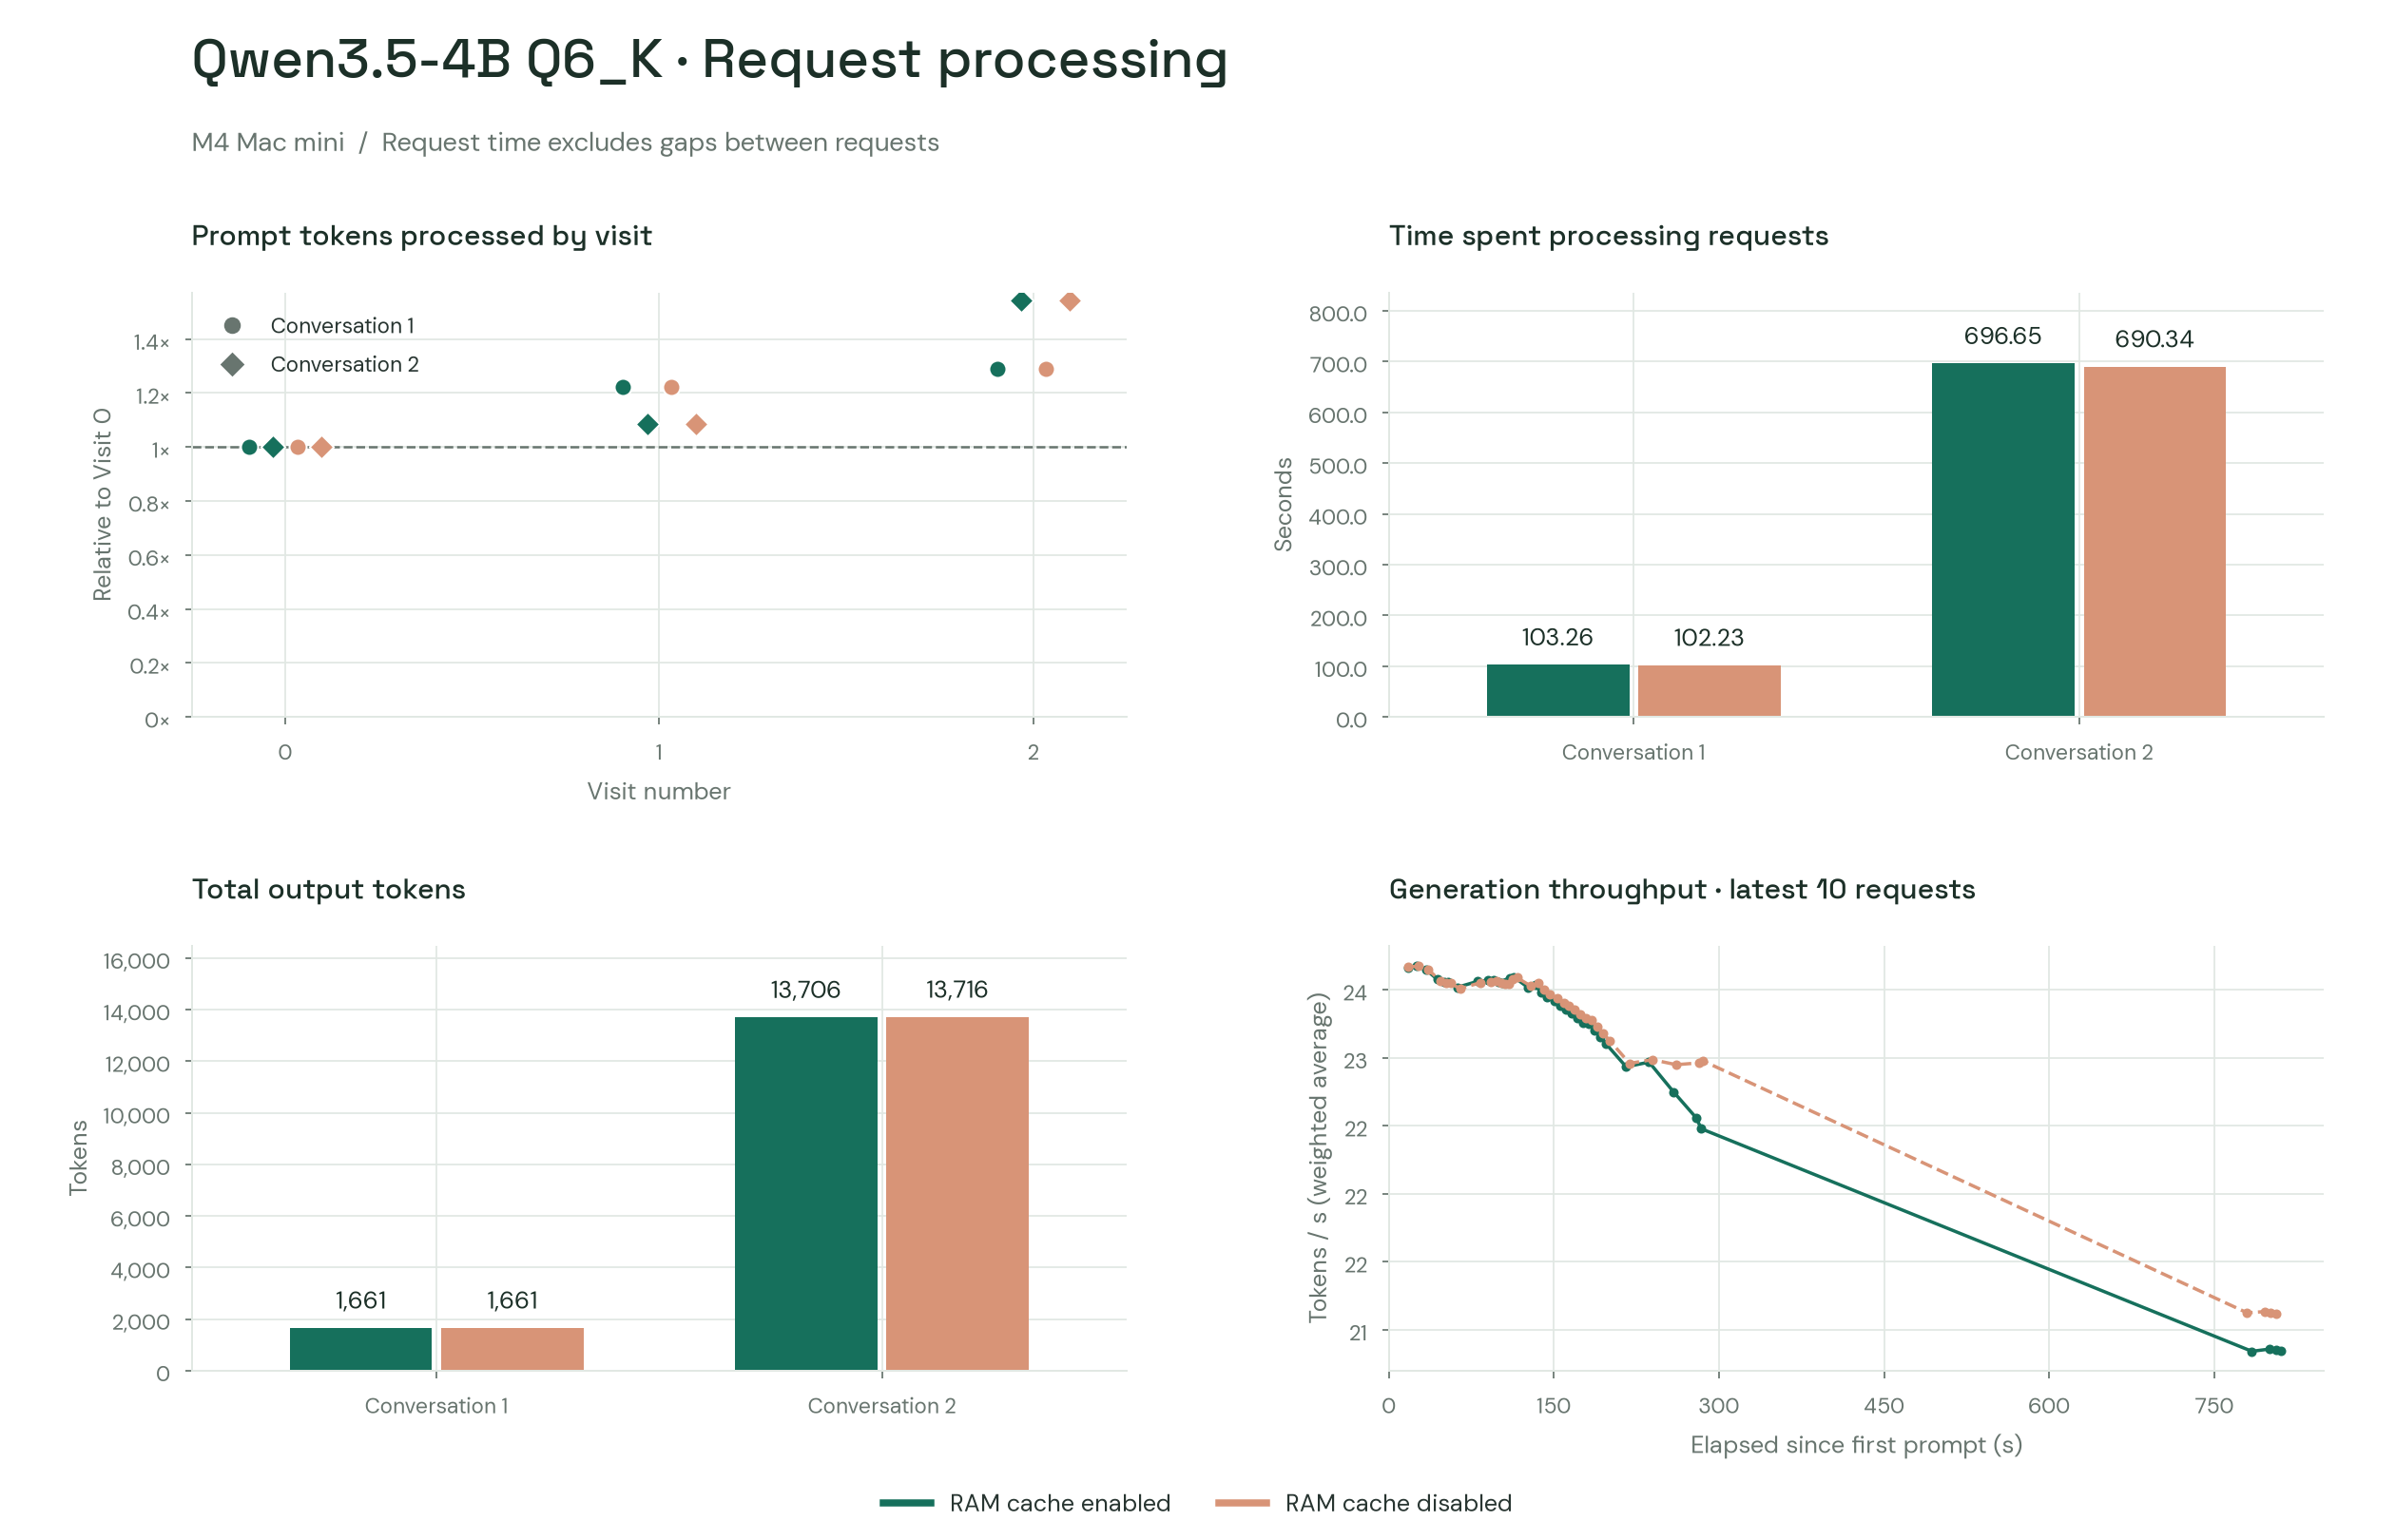 Qwen3.5-4B Q6_K · Request processing
M4 Mac mini / Request time excludes gaps between requests
Prompt tokens processed by visit
Conversation 1
Conversation 2
1.4×
1.2×
1×
0.8×
0.6×
0.4×
0.2×
0×
Relative to Visit 0
0 1 2
Visit number
Time spent processing requests
800.0
700.0
600.0
500.0
400.0
300.0
200.0
100.0
0.0
Seconds
103.26 102.23 696.65 690.34
Conversation 1 Conversation 2
Total output tokens
16,000
14,000
12,000
10,000
8,000
6,000
4,000
2,000
0
Tokens
1,661 1,661 13,706 13,716
Conversation 1 Conversation 2
Generation throughput · latest 10 requests
24
23
22
22
22
21
Tokens / s (weighted average)
0 150 300 450 600 750
Elapsed since first prompt (s)
RAM cache enabled RAM cache disabled